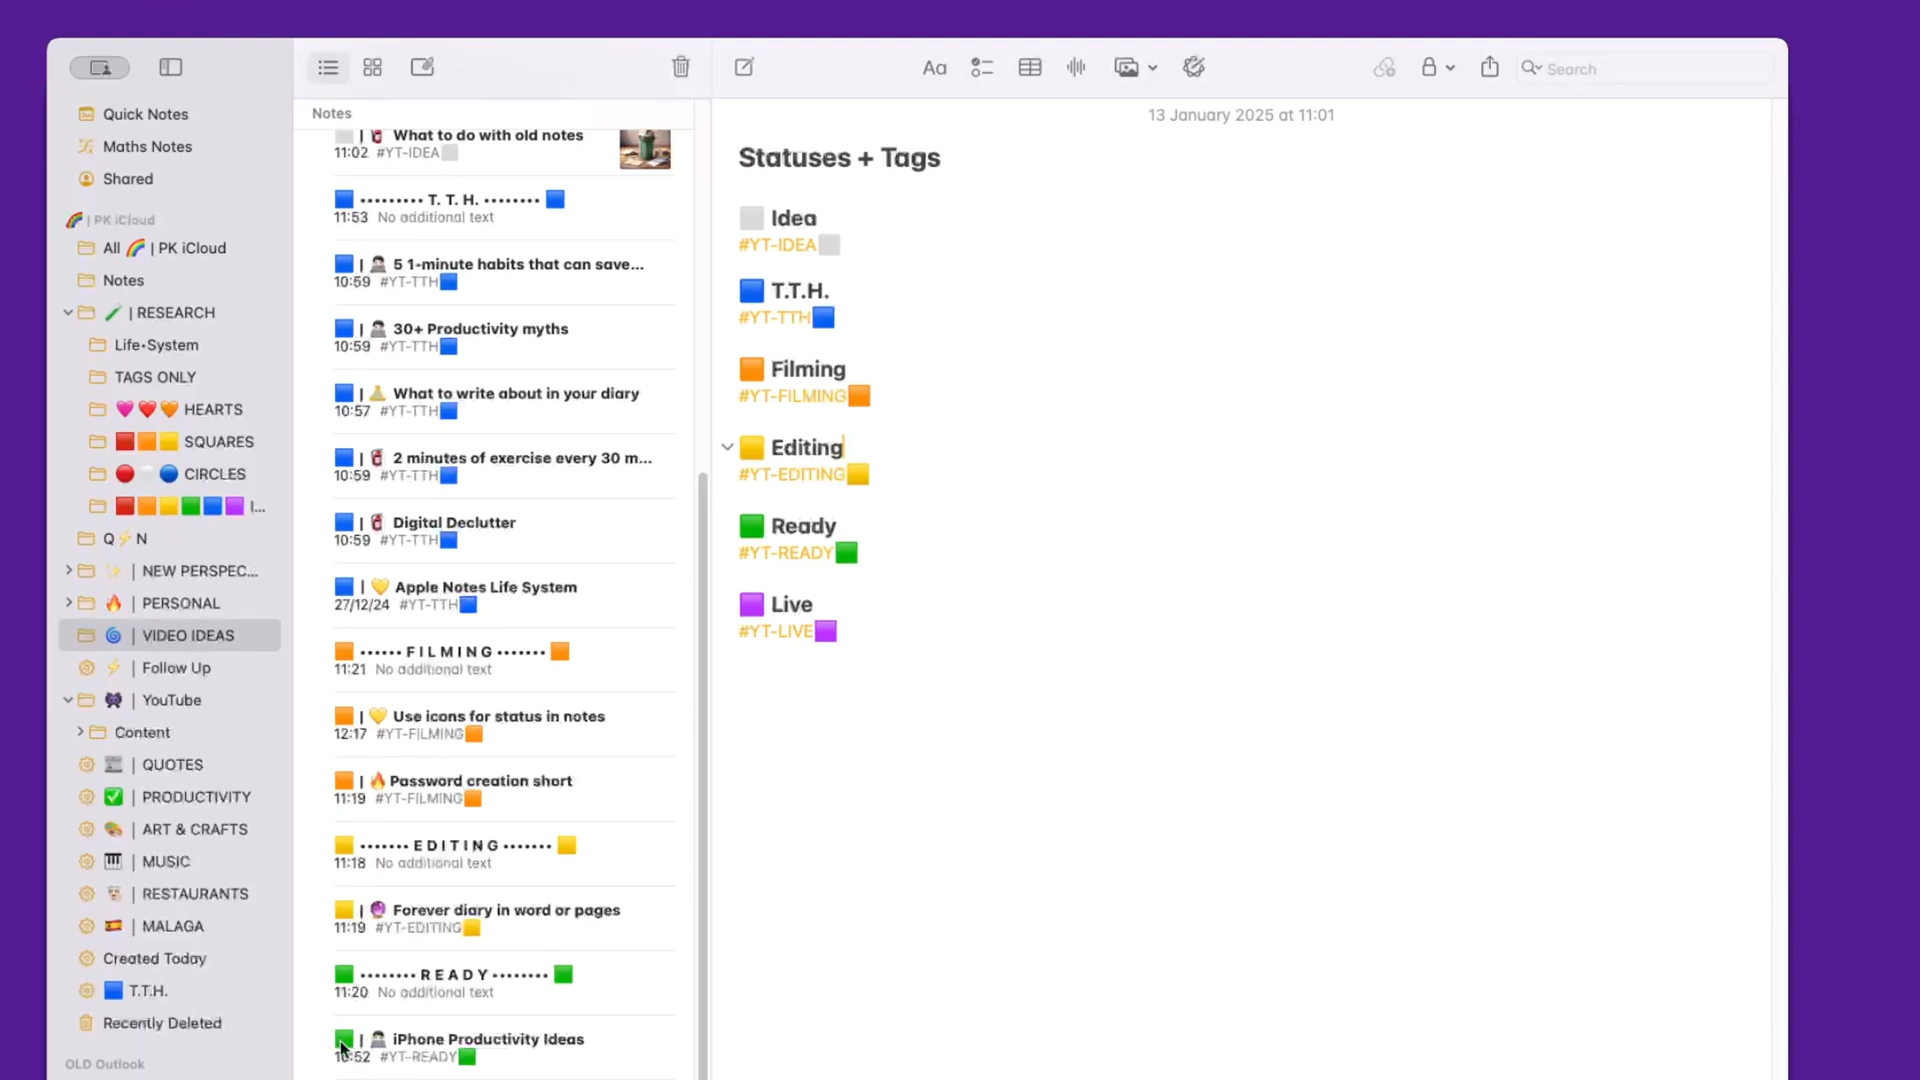 Quick Notes
Maths Notes
Shared
| PK iCloud
All 🌈 | PK iCloud
Notes
| RESEARCH
Life•System
TAGS ONLY
HEARTS
SQUARES
CIRCLES
Q⚡N
| NEW PERSPEC...
| PERSONAL
| VIDEO IDEAS
| Follow Up
| YouTube
Content
| QUOTES
| PRODUCTIVITY
| ART & CRAFTS
| MUSIC
| RESTAURANTS
| MALAGA
Created Today
T.T.H.
Recently Deleted
OLD Outlook
Notes
| What to do with old notes
11:02 #YT-IDEA
......... T. T. H. ........
11:53 No additional text
| 5 1-minute habits that can save...
10:59 #YT-TTH
| 30+ Productivity myths
10:59 #YT-TTH
| What to write about in your diary
10:57 #YT-TTH
| 2 minutes of exercise every 30 m...
10:59 #YT-TTH
| Digital Declutter
10:59 #YT-TTH
| Apple Notes Life System
27/12/24 #YT-TTH
...... F I L M I N G .......
11:21 No additional text
| Use icons for status in notes
12:17 #YT-FILMING
| Password creation short
11:19 #YT-FILMING
....... E D I T I N G .......
11:18 No additional text
| Forever diary in word or pages
11:19 #YT-EDITING
........ R E A D Y ........
11:20 No additional text
| iPhone Productivity Ideas
#YT-READY
Aa
Search
13 January 2025 at 11:01
Statuses + Tags
Idea
#YT-IDEA
T.T.H.
#YT-TTH
Filming
#YT-FILMING
Editing
#YT-EDITING
Ready
#YT-READY
Live
#YT-LIVE